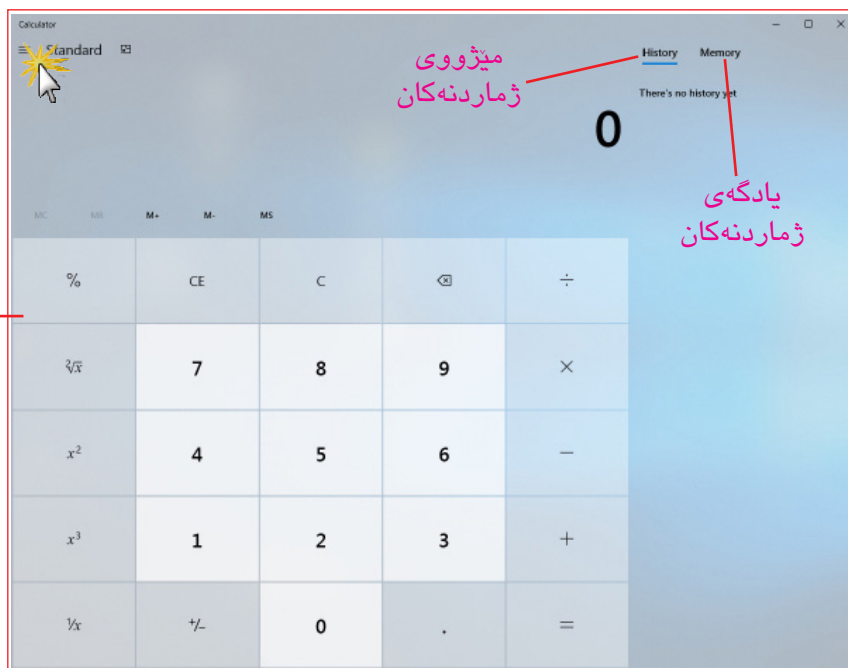 Calculator
Standard
History Memory
There's no history yet
مێژووی
ژماردنەکان
0
یادگەی
ژماردنەکان
MC MR M+ M- MS
% CE C ÷
²√x 7 8 9 ×
x² 4 5 6 −
x³ 1 2 3 +
¹/x +/- 0 . =